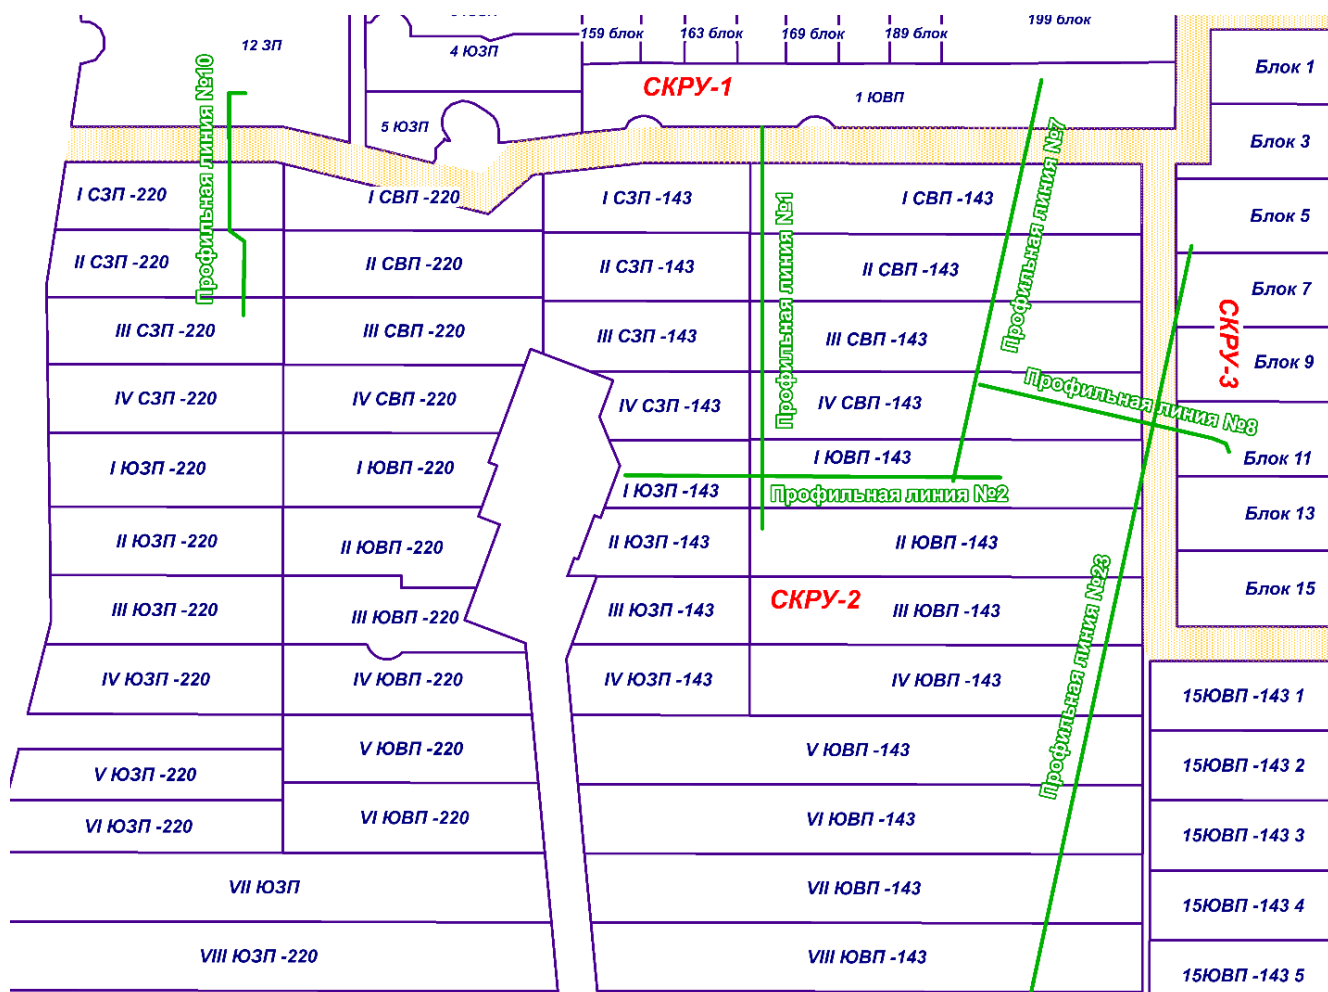 199 блок
159 блок
163 блок
169 блок
189 блок
12 ЗП
4 ЮЗП
Блок 1
СКРУ-1
1 ЮВП
5 ЮЗП
Блок 3
Профильная линия №10
Профильная линия №7
I СЗП -220
I СВП -220
I СЗП -143
I СВП -143
Блок 5
Профильная линия №1
II СЗП -220
II СВП -220
II СЗП -143
II СВП -143
Блок 7
III СЗП -220
III СВП -220
III СЗП -143
III СВП -143
СКРУ-3
Блок 9
IV СЗП -220
IV СВП -220
IV СЗП -143
IV СВП -143
Профильная линия №8
I ЮЗП -220
I ЮВП -220
I ЮВП -143
Блок 11
I ЮЗП -143
Профильная линия №2
Блок 13
II ЮЗП -220
II ЮВП -220
II ЮЗП -143
II ЮВП -143
Профильная линия №23
Блок 15
СКРУ-2
III ЮЗП -220
III ЮВП -220
III ЮЗП -143
III ЮВП -143
IV ЮЗП -220
IV ЮВП -220
IV ЮЗП -143
IV ЮВП -143
15ЮВП -143 1
V ЮВП -220
V ЮВП -143
15ЮВП -143 2
V ЮЗП -220
VI ЮЗП -220
VI ЮВП -220
VI ЮВП -143
15ЮВП -143 3
VII ЮЗП
VII ЮВП -143
15ЮВП -143 4
VIII ЮЗП -220
VIII ЮВП -143
15ЮВП -143 5